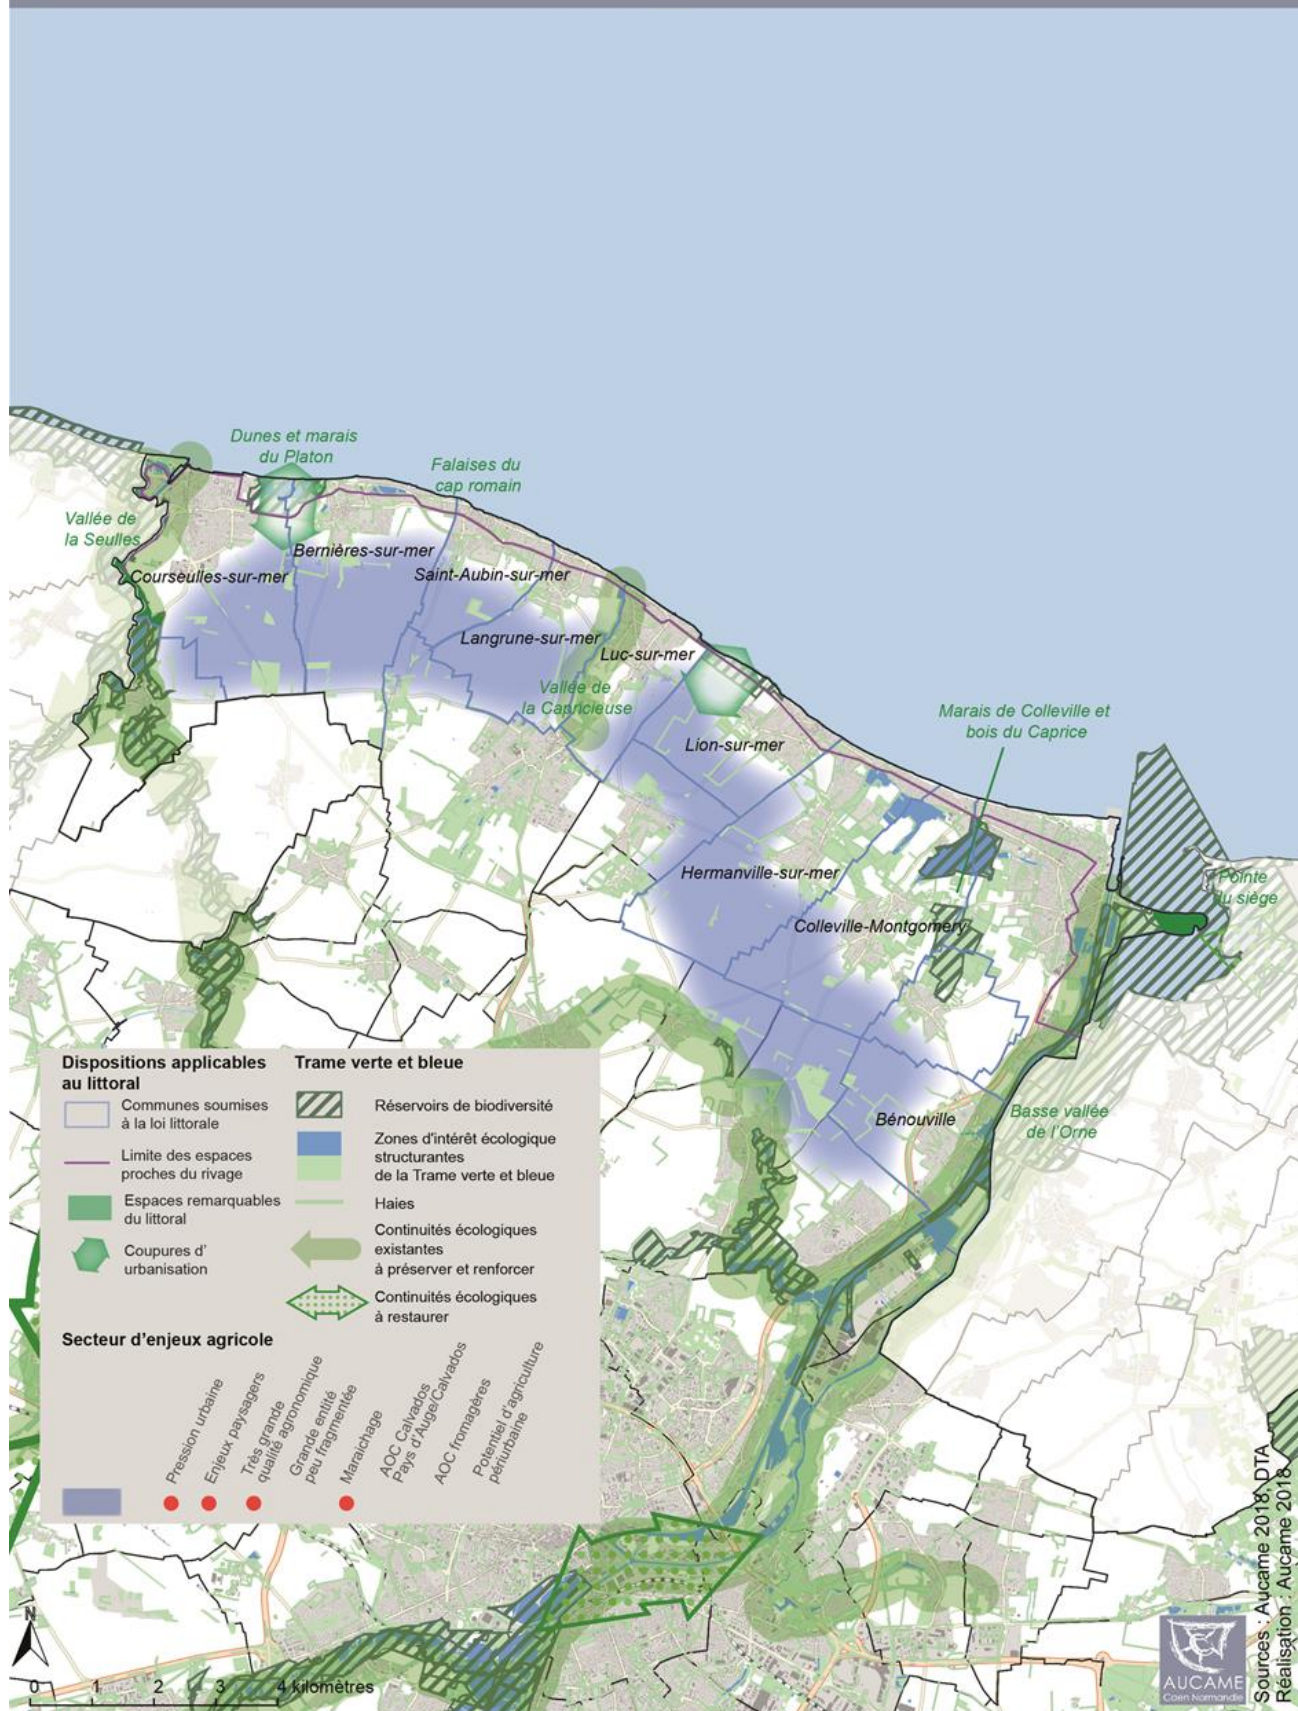 Dunes et marais
du Platon
Falaises du
cap romain
Vallée de
la Seulles
Bernières-sur-mer
Courseulles-sur-mer
Saint-Aubin-sur-mer
Langrune-sur-mer
Luc-sur-mer
Vallée de
la Capricieuse
Marais de Colleville et
bois du Caprice
Lion-sur-mer
Hermanville-sur-mer
Pointe
du siège
Colleville-Montgomery
Bénouville
Basse vallée
de l'Orne
Dispositions applicables
au littoral
Communes soumises
à la loi littorale
Limite des espaces
proches du rivage
Espaces remarquables
du littoral
Coupures d'
urbanisation
Trame verte et bleue
Réservoirs de biodiversité
Zones d'intérêt écologique
structurantes
de la Trame verte et bleue
Haies
Continuités écologiques
existantes
à préserver et renforcer
Continuités écologiques
à restaurer
Secteur d'enjeux agricole
Pression urbaine
Enjeux paysagers
Très grande
qualité agronomique
Grande entité
peu fragmentée
Maraichage
AOC Calvados
Pays d'Auge/Calvados
AOC fromagères
Potentiel d'agriculture
périurbaine
N
0 1 2 3 4 kilomètres
AUCAME
Caen Normandie
Sources : Aucame 2018, DTA
Réalisation : Aucame 2018